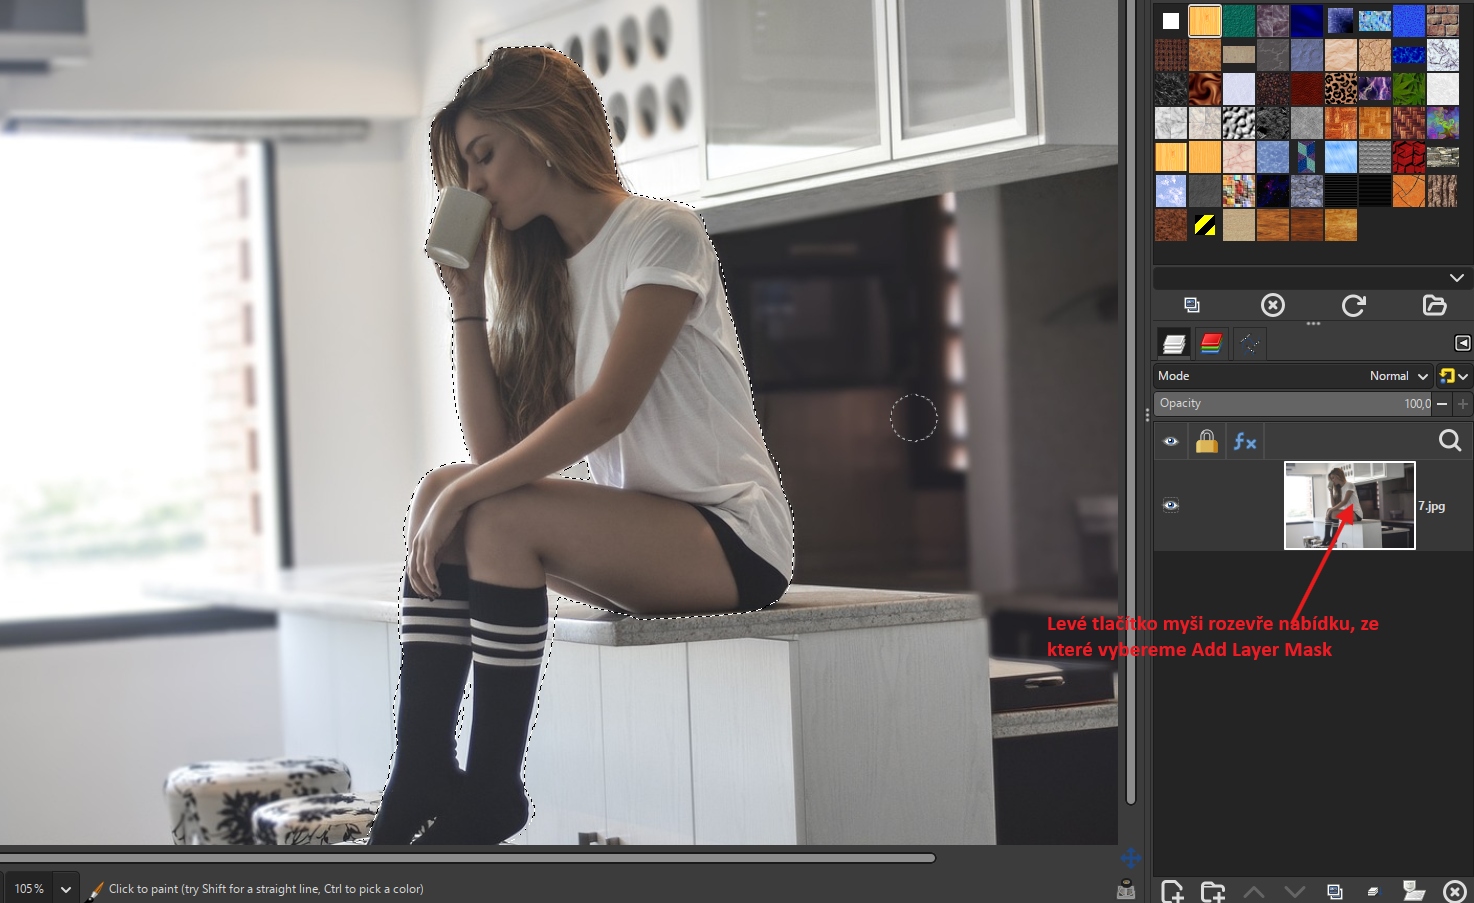 Mode
Normal
Opacity
100,0
fx
7.jpg
Levé tlačítko myši rozevře nabídku, ze
které vybereme Add Layer Mask
105%
Click to paint (try Shift for a straight line, Ctrl to pick a color)